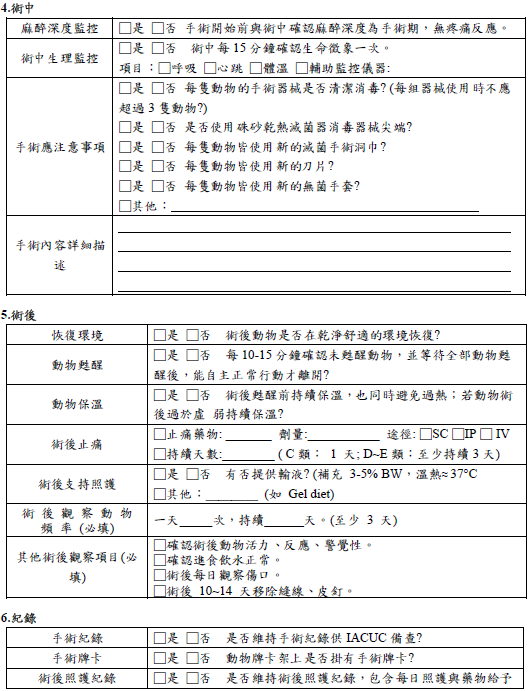 4.術中
麻醉深度監控 □是 □否 手術開始前與術中確認麻醉深度為手術期，無疼痛反應。
術中生理監控 □是 □否 術中每 15 分鐘確認生命徵象一次。
項目：□呼吸 □心跳 □體溫 □輔助監控儀器:
手術應注意事項 □是 □否 每隻動物的手術器械是否清潔消毒? (每組器械使用時不應
超過 3 隻動物?)
□是 □否 是否使用硃砂乾熱滅菌器消毒器械尖端?
□是 □否 每隻動物皆使用新的滅菌手術洞巾?
□是 □否 每隻動物皆使用新的刀片?
□是 □否 每隻動物皆使用新的無菌手套?
□其他：
手術內容詳細描
述
5.術後
恢復環境 □是 □否 術後動物是否在乾淨舒適的環境恢復?
動物甦醒 □是 □否 每 10-15 分鐘確認未甦醒動物，並等待全部動物甦
醒後，能自主正常行動才離開?
動物保溫 □是 □否 術後甦醒前持續保溫，也同時避免過熱；若動物術
後過於虛 弱持續保溫?
術後止痛 □止痛藥物: ______ 劑量:_________ 途徑: □SC □IP □ IV
□持續天數:_______ ( C 類： 1 天; D~E 類：至少持續 3 天)
術後支持照護 □是 □否 有否提供輸液? (補充 3-5% BW，溫熱≈37°C
□其他：_______ (如 Gel diet)
術後觀察動物
頻率 (必填) 一天_____次，持續_____天。(至少 3 天)
其他術後觀察項目(必
填) □確認術後動物活力、反應、警覺性。
□確認進食飲水正常。
□術後每日觀察傷口。
□術後 10~14 天移除縫線、皮釘。
6.紀錄
手術紀錄 □是 □否 是否維持手術紀錄供 IACUC 備查?
手術牌卡 □是 □否 動物牌卡架上是否掛有手術牌卡?
術後照護紀錄 □是 □否 是否維持術後照護紀錄，包含每日照護與藥物給予